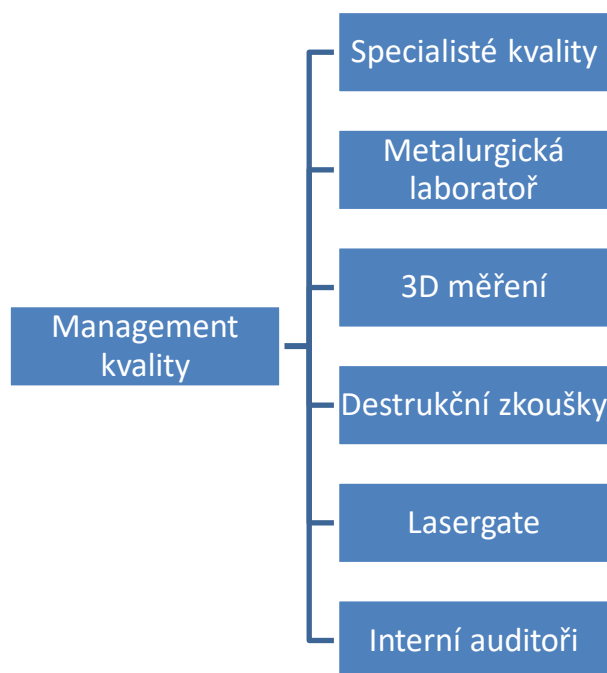 Specialisté kvality
Metalurgická
laboratoř
3D měření
Management
kvality
Destrukční zkoušky
Lasergate
Interní auditoři